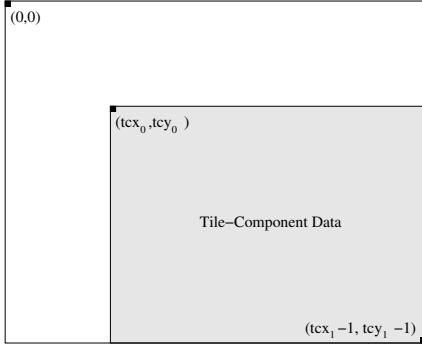 (0,0)
(tcx₀,tcy₀ )
Tile−Component Data
(tcx₁−1, tcy₁ −1)